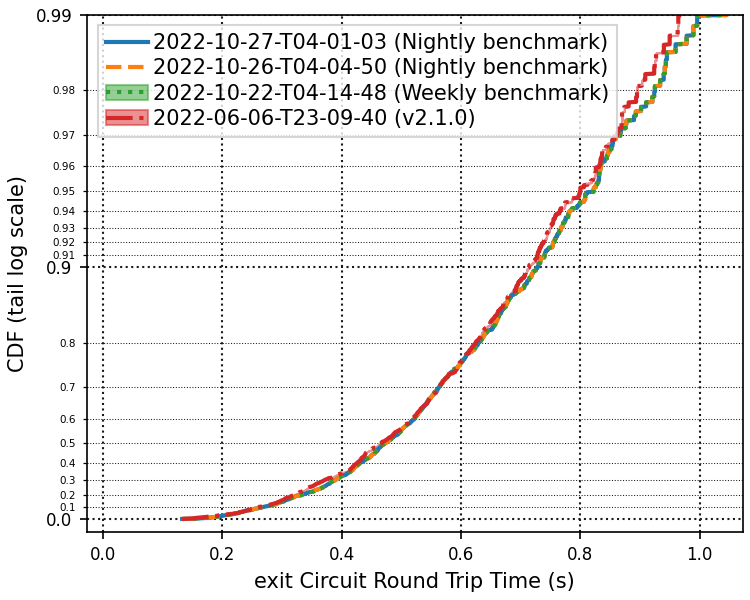 0.99
2022-10-27-T04-01-03 (Nightly benchmark)
2022-10-26-T04-04-50 (Nightly benchmark)
2022-10-22-T04-14-48 (Weekly benchmark)
2022-06-06-T23-09-40 (v2.1.0)
0.98
0.97
0.96
0.95
0.94
0.93
0.92
0.91
0.9
0.8
0.7
0.6
0.5
0.4
0.3
0.2
0.1
0.0
CDF (tail log scale)
0.0 0.2 0.4 0.6 0.8 1.0
exit Circuit Round Trip Time (s)